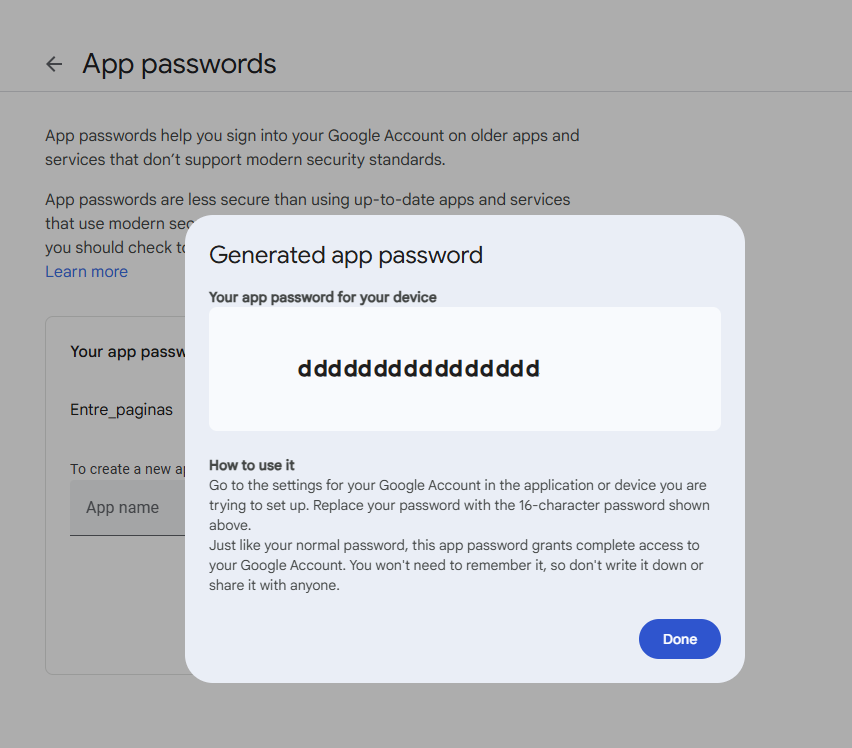 App passwords
App passwords help you sign into your Google Account on older apps and
services that don’t support modern security standards.
App passwords are less secure than using up-to-date apps and services
that use modern sec
you should check to
Learn more
Your app passw
Entre_paginas
To create a new ap
App name
Generated app password
Your app password for your device
dddddddddddddddd
How to use it
Go to the settings for your Google Account in the application or device you are
trying to set up. Replace your password with the 16-character password shown
above.
Just like your normal password, this app password grants complete access to
your Google Account. You won't need to remember it, so don't write it down or
share it with anyone.
Done